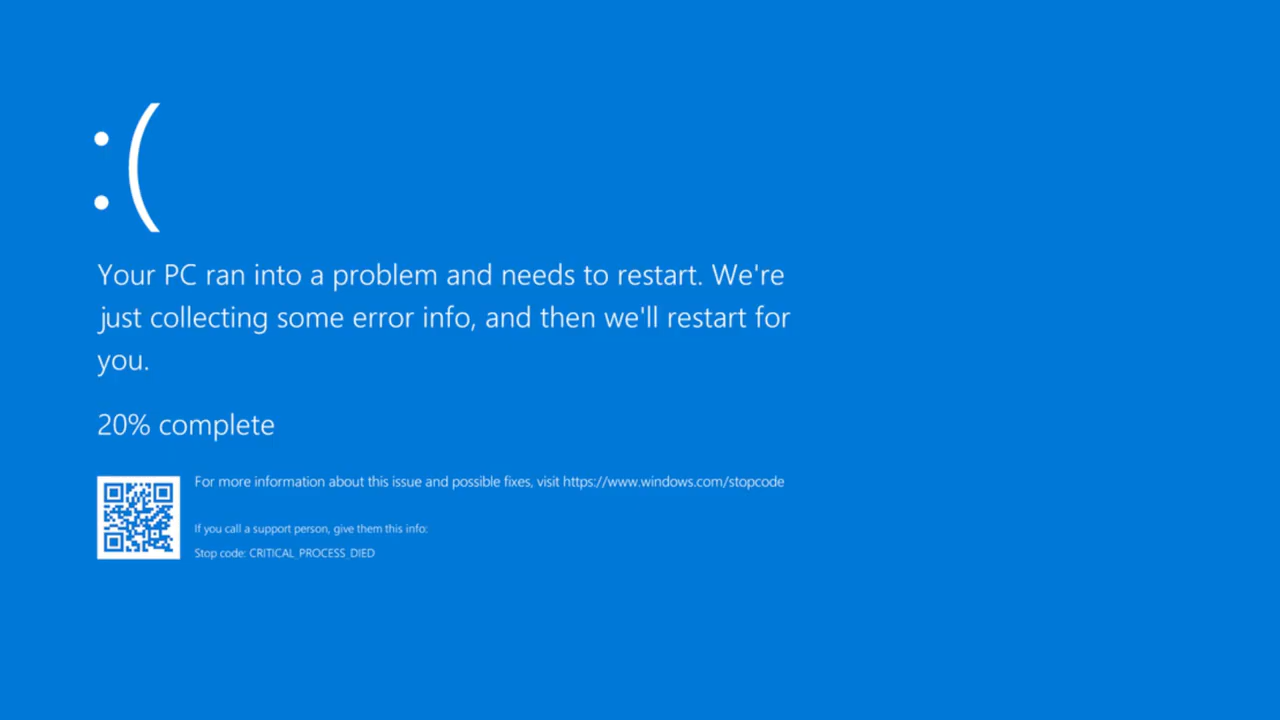 :(
Your PC ran into a problem and needs to restart. We're
just collecting some error info, and then we'll restart for
you.
20% complete
For more information about this issue and possible fixes, visit https://www.windows.com/stopcode
If you call a support person, give them this info:
Stop code: CRITICAL_PROCESS_DIED